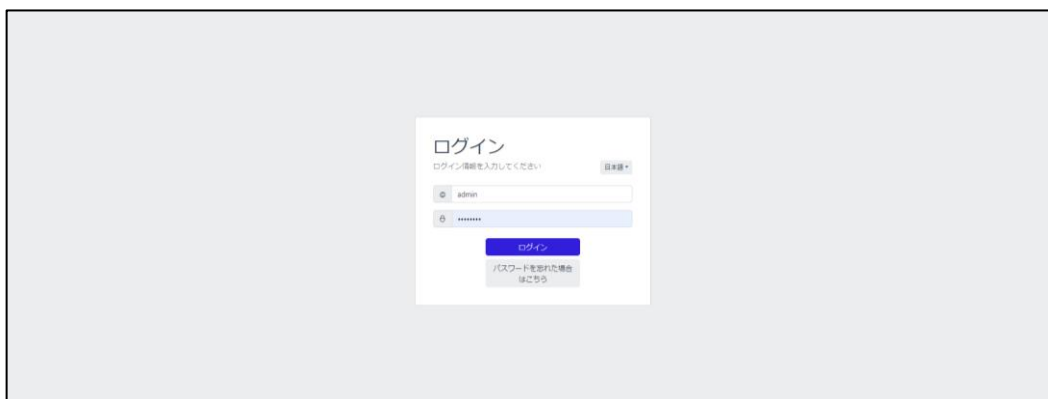 ログイン
ログイン情報を入力してください
日本語
admin
••••••••
ログイン
パスワードを忘れた場合
はこちら